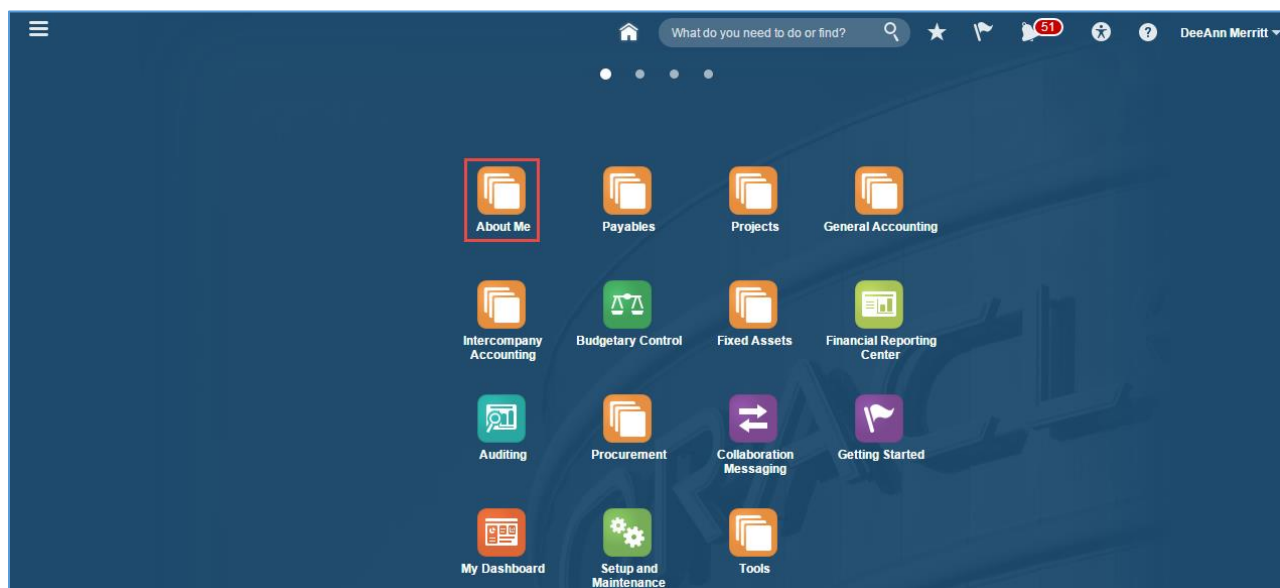 What do you need to do or find?
51
?
DeeAnn Merritt
About Me
Payables
Projects
General Accounting
Intercompany
Accounting
Budgetary Control
Fixed Assets
Financial Reporting
Center
Auditing
Procurement
Collaboration
Messaging
Getting Started
My Dashboard
Setup and
Maintenance
Tools
ORACL